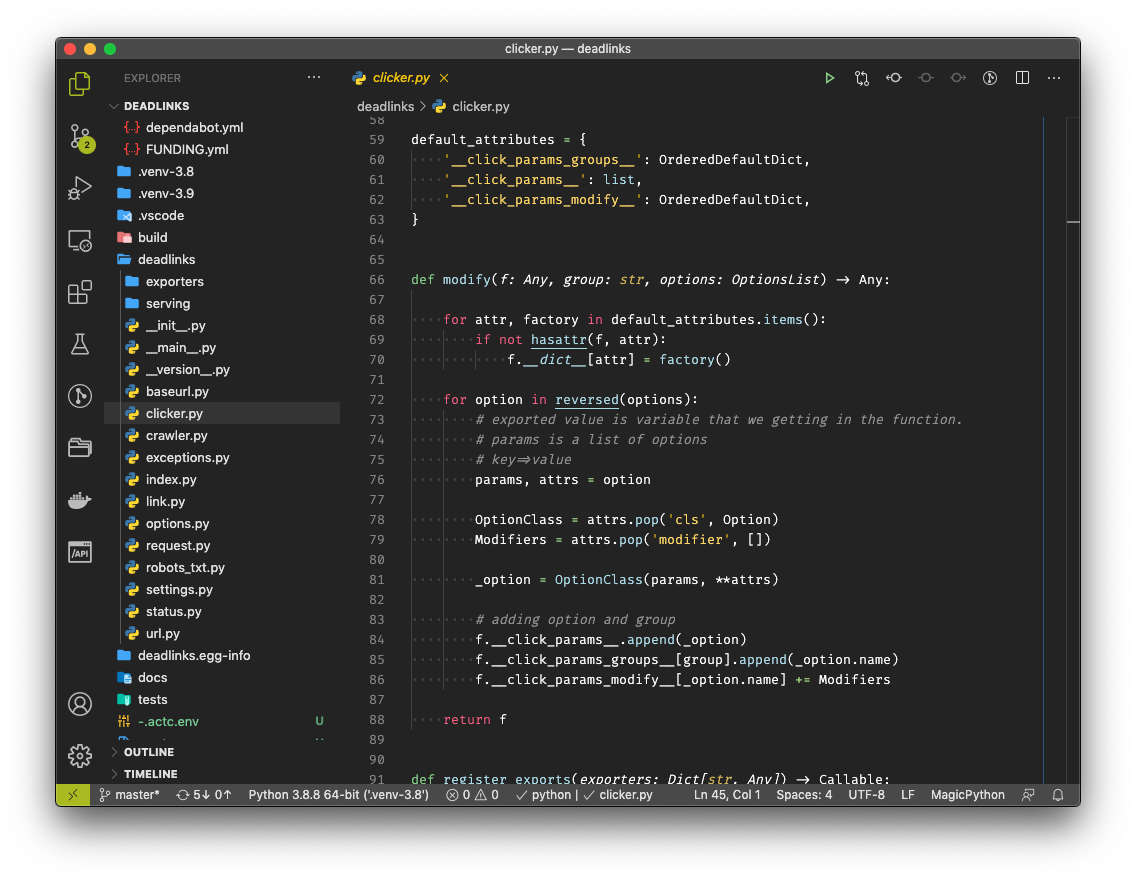 clicker.py — deadlinks
EXPLORER
DEADLINKS
{..} dependabot.yml
{..} FUNDING.yml
.venv-3.8
.venv-3.9
.vscode
build
deadlinks
exporters
serving
__init__.py
__main__.py
__version__.py
baseurl.py
clicker.py
crawler.py
exceptions.py
index.py
link.py
options.py
request.py
robots_txt.py
settings.py
status.py
url.py
deadlinks.egg-info
docs
tests
-.actc.env U
OUTLINE
TIMELINE
2
/API
clicker.py ×
deadlinks > clicker.py
58
59 default_attributes = {
60 ····'__click_params_groups__': OrderedDefaultDict,
61 ····'__click_params__': list,
62 ····'__click_params_modify__': OrderedDefaultDict,
63 }
64
65
66 def modify(f: Any, group: str, options: OptionsList) → Any:
67
68 ····for attr, factory in default_attributes.items():
69 ········if not hasattr(f, attr):
70 ············f.__dict__[attr] = factory()
71
72 ····for option in reversed(options):
73 ········# exported value is variable that we getting in the function.
74 ········# params is a list of options
75 ········# key⇒value
76 ········params, attrs = option
77
78 ········OptionClass = attrs.pop('cls', Option)
79 ········Modifiers = attrs.pop('modifier', [])
80
81 ········_option = OptionClass(params, **attrs)
82
83 ········# adding option and group
84 ········f.__click_params__.append(_option)
85 ········f.__click_params_groups__[group].append(_option.name)
86 ········f.__click_params_modify__[_option.name] += Modifiers
87
88 ····return f
89
90
91 def register_exports(exporters: Dict[str, Any]) → Callable:
master* 5↓ 0↑ Python 3.8.8 64-bit ('.venv-3.8') 0 0 ✓ python | ✓ clicker.py Ln 45, Col 1 Spaces: 4 UTF-8 LF MagicPython